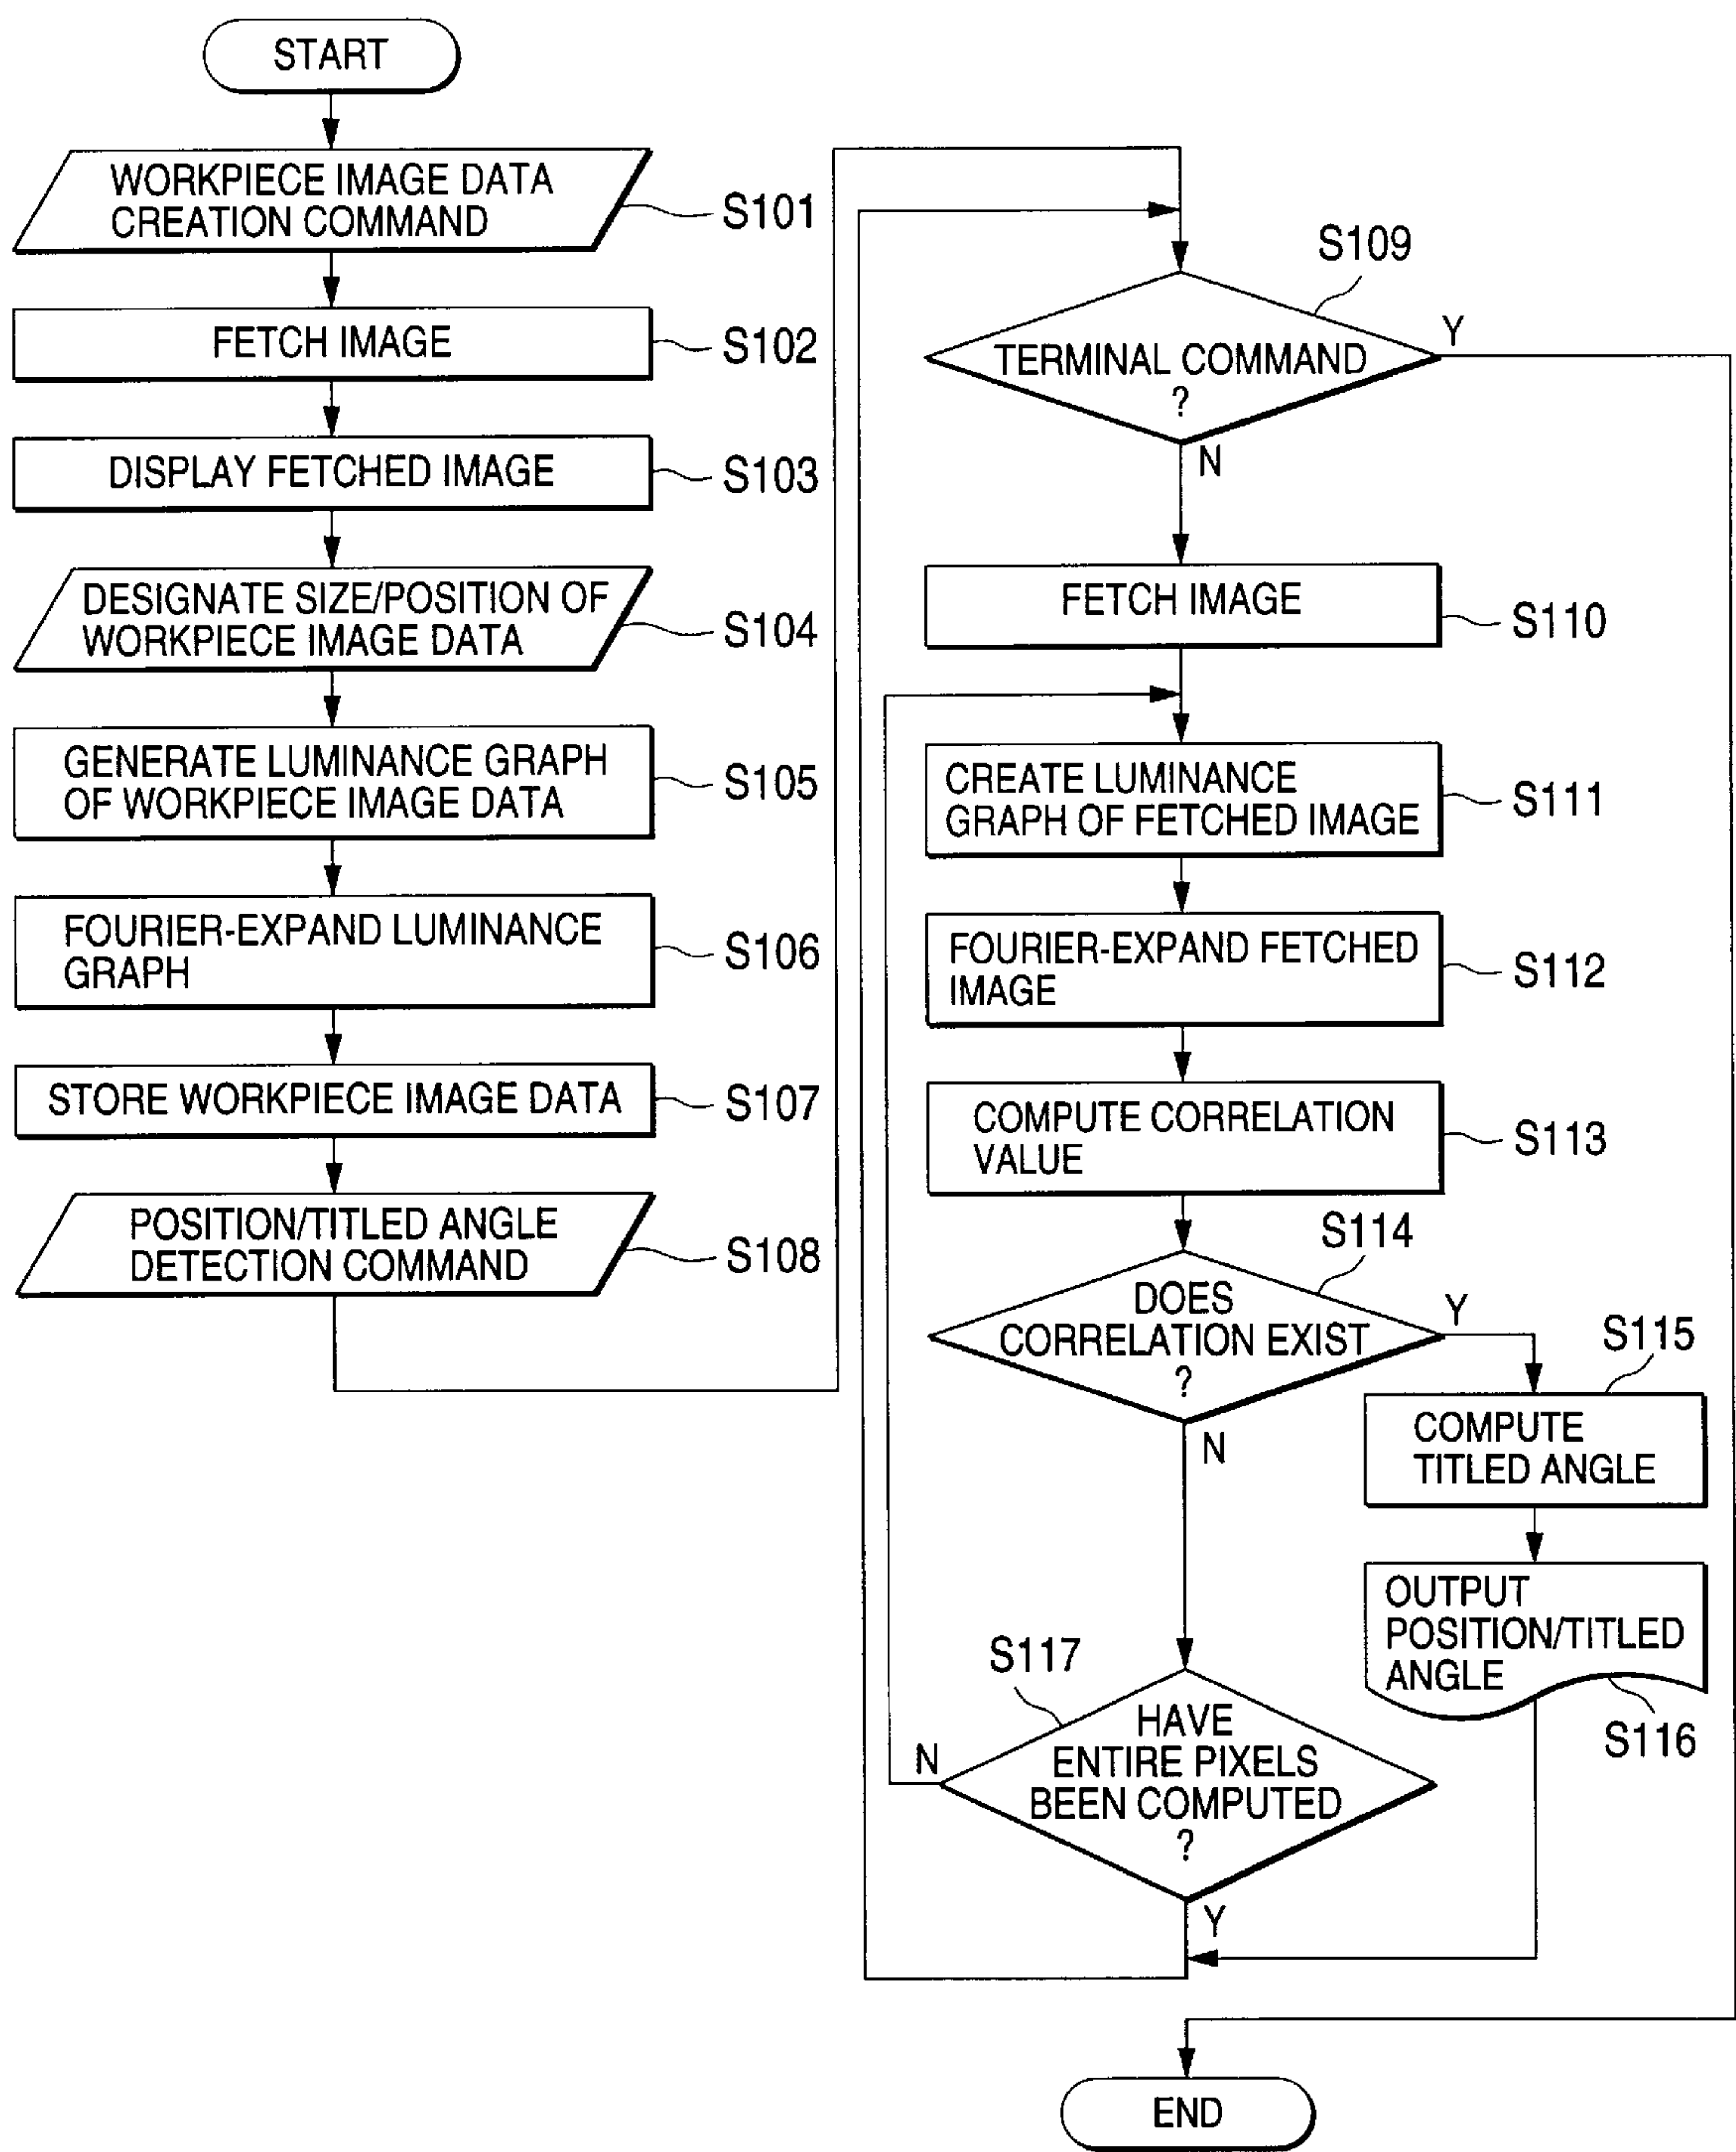 START
WORKPIECE IMAGE DATA
CREATION COMMAND
S101
FETCH IMAGE
S102
DISPLAY FETCHED IMAGE
S103
DESIGNATE SIZE/POSITION OF
WORKPIECE IMAGE DATA
S104
GENERATE LUMINANCE GRAPH
OF WORKPIECE IMAGE DATA
S105
FOURIER-EXPAND LUMINANCE
GRAPH
S106
STORE WORKPIECE IMAGE DATA
S107
POSITION/TITLED ANGLE
DETECTION COMMAND
S108
S109
TERMINAL COMMAND
?
Y
N
FETCH IMAGE
S110
CREATE LUMINANCE
GRAPH OF FETCHED IMAGE
S111
FOURIER-EXPAND FETCHED
IMAGE
S112
COMPUTE CORRELATION
VALUE
S113
S114
DOES
CORRELATION EXIST
?
Y
N
S115
COMPUTE
TITLED ANGLE
OUTPUT
POSITION/TITLED
ANGLE
S116
S117
HAVE
ENTIRE PIXELS
BEEN COMPUTED
?
N
Y
END